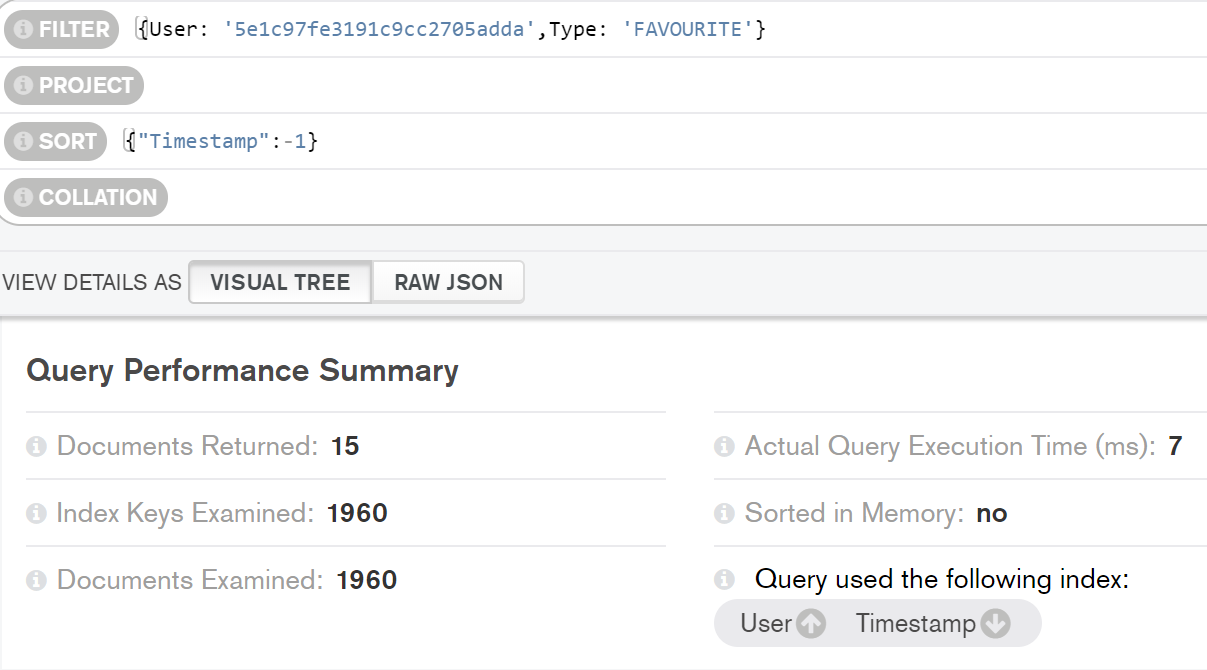 FILTER {User: '5e1c97fe3191c9cc2705adda',Type: 'FAVOURITE'}
PROJECT
SORT {"Timestamp":-1}
COLLATION
VIEW DETAILS AS VISUAL TREE RAW JSON
Query Performance Summary
Documents Returned: 15
Actual Query Execution Time (ms): 7
Index Keys Examined: 1960
Sorted in Memory: no
Documents Examined: 1960
Query used the following index:
User Timestamp